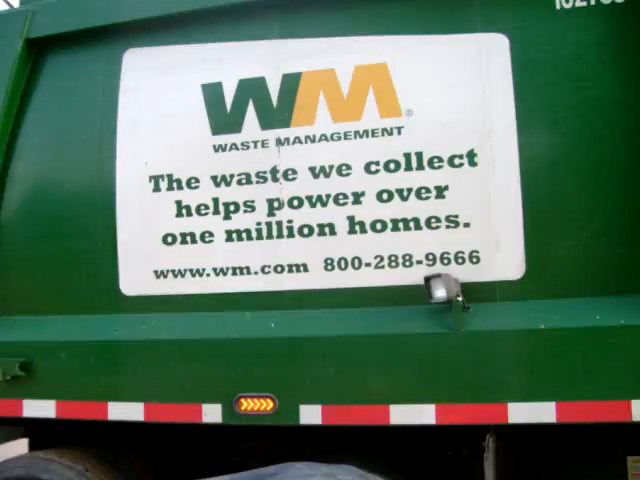 WM
WASTE MANAGEMENT
The waste we collect
helps power over
one million homes.
www.wm.com 800-288-9666